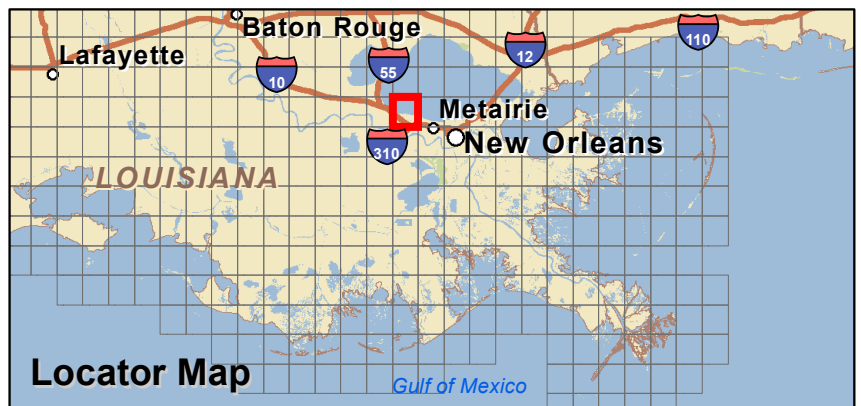 Baton Rouge
Lafayette
110
12
55
10
Metairie
New Orleans
310
LOUISIANA
Locator Map
Gulf of Mexico